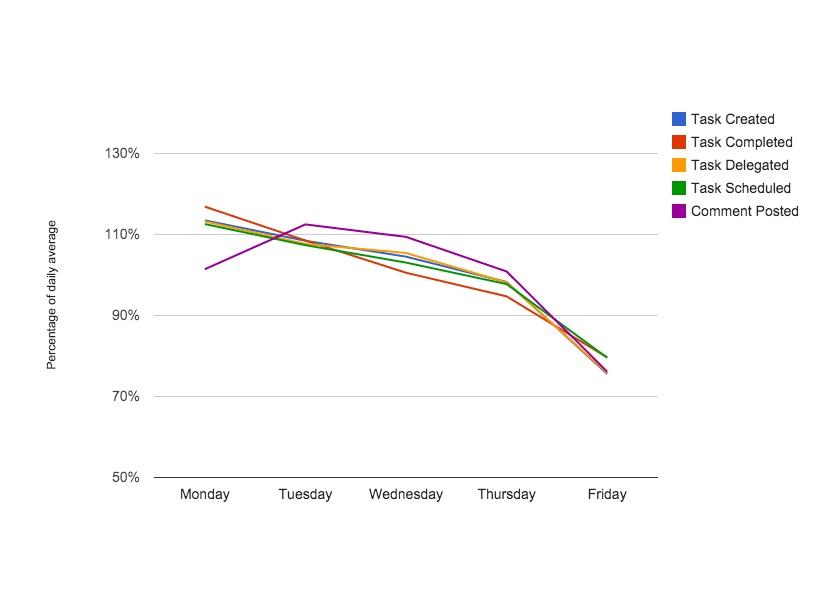 Task Created
Task Completed
Task Delegated
Task Scheduled
Comment Posted
130%
110%
90%
70%
50%
Percentage of daily average
Monday Tuesday Wednesday Thursday Friday